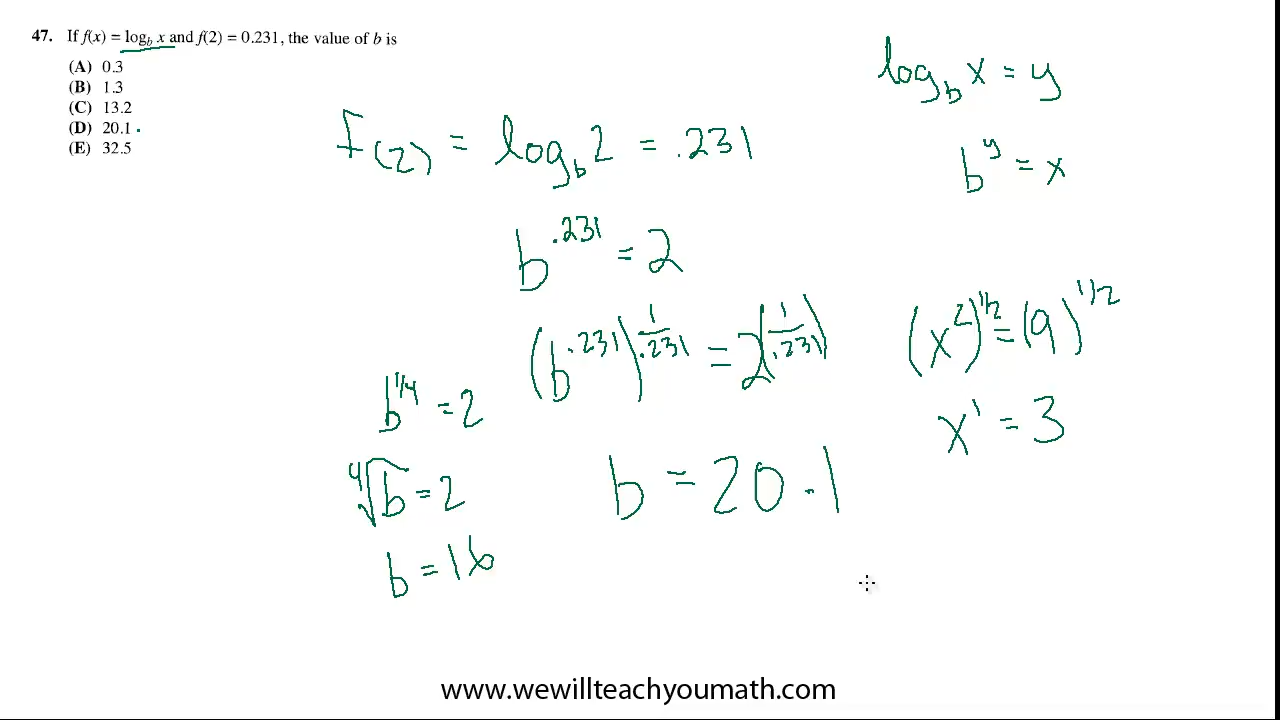 47. If f(x) = log_b x and f(2) = 0.231, the value of b is
(A) 0.3
(B) 1.3
(C) 13.2
(D) 20.1
(E) 32.5
log_b x = y
b^y = x
f(2) = log_b 2 = .231
b^.231 = 2
(b^.231)^(1/.231) = 2^(1/.231)
(x^2)^1/2 = (9)^1/2
x^1 = 3
b^1/4 = 2
∜b = 2
b = 16
b = 20.1
www.wewillteachyoumath.com